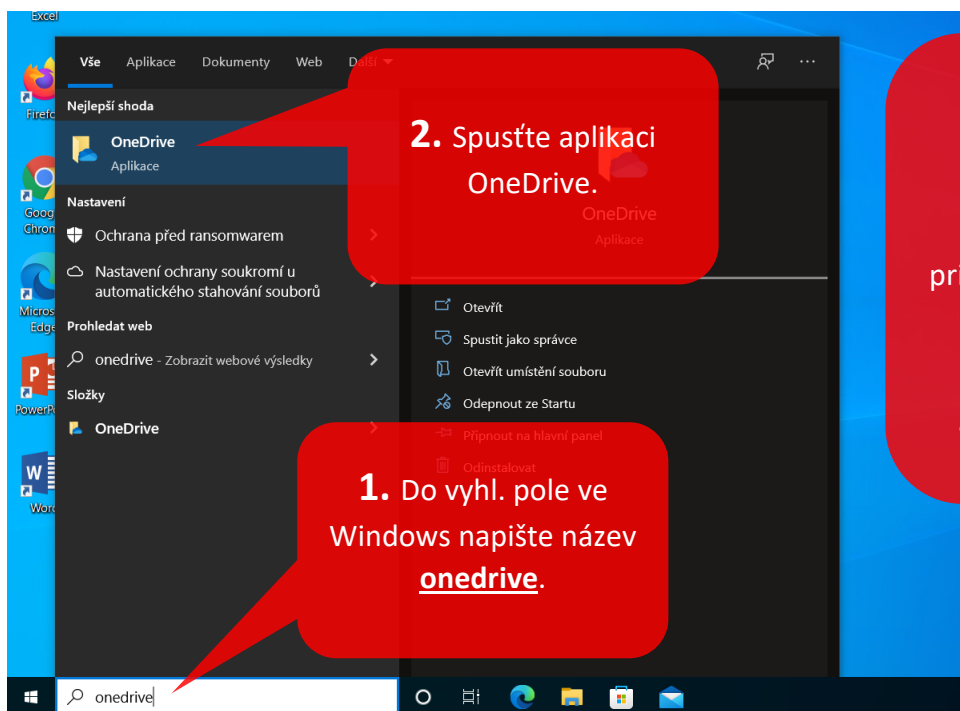 Excel
Vše Aplikace Dokumenty Web Další
Nejlepší shoda
OneDrive
Aplikace
Nastavení
Ochrana před ransomwarem
Nastavení ochrany soukromí u
automatického stahování souborů
Prohledat web
onedrive - Zobrazit webové výsledky
Složky
OneDrive
2. Spusťte aplikaci
OneDrive.
OneDrive
Aplikace
Otevřít
Spustit jako správce
Otevřít umístění souboru
Odepnout ze Startu
Připnout na hlavní panel
Odinstalovat
1. Do vyhl. pole ve
Windows napište název
onedrive.
onedrive